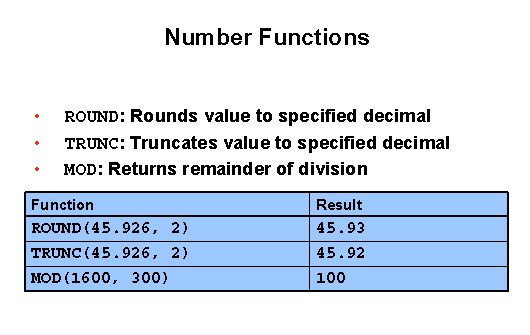 Number Functions
• ROUND: Rounds value to specified decimal
• TRUNC: Truncates value to specified decimal
• MOD: Returns remainder of division
Function Result
ROUND(45.926, 2) 45.93
TRUNC(45.926, 2) 45.92
MOD(1600, 300) 100